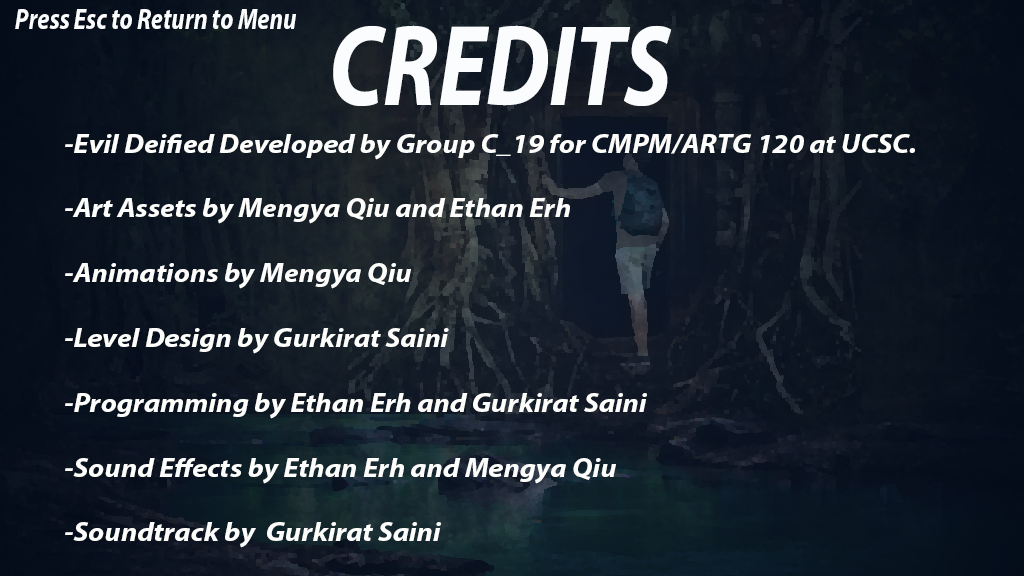 Press Esc to Return to Menu
CREDITS
-Evil Deified Developed by Group C_19 for CMPM/ARTG 120 at UCSC.
-Art Assets by Mengya Qiu and Ethan Erh
-Animations by Mengya Qiu
-Level Design by Gurkirat Saini
-Programming by Ethan Erh and Gurkirat Saini
-Sound Effects by Ethan Erh and Mengya Qiu
-Soundtrack by  Gurkirat Saini